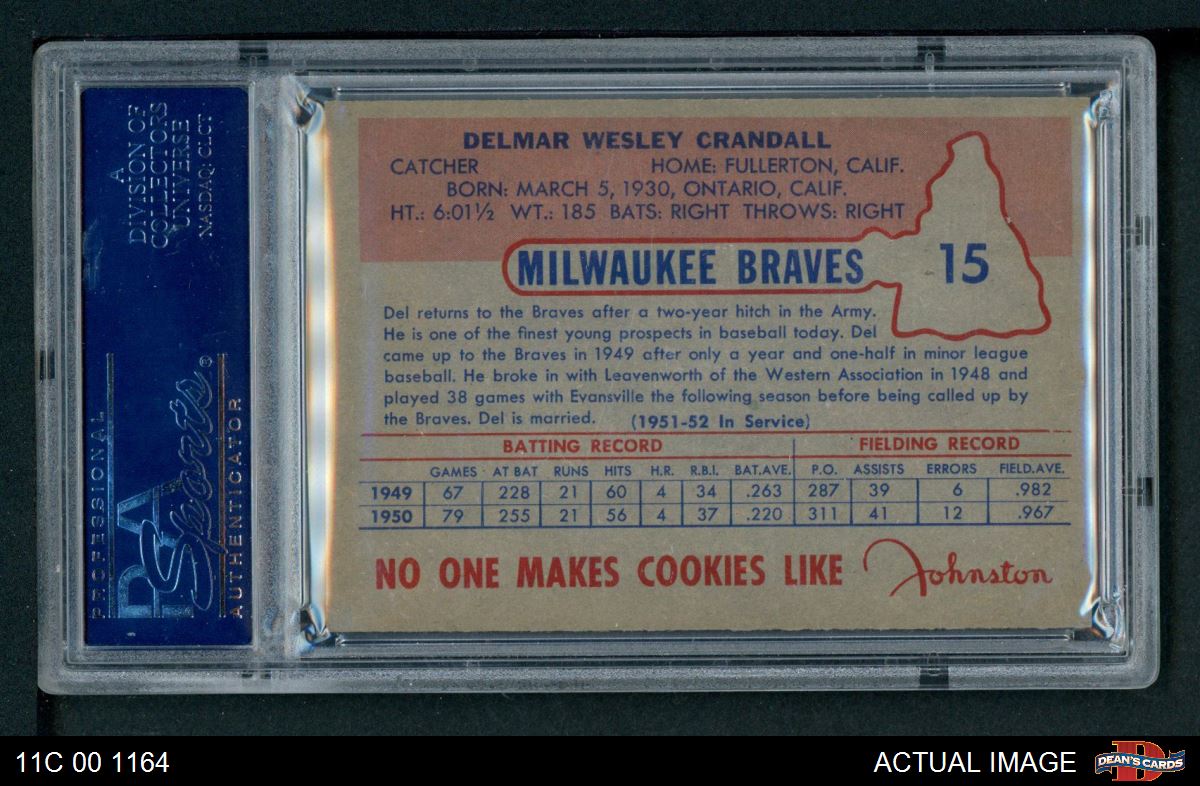 A
DIVISION OF
COLLECTORS
UNIVERSE
NASDAQ: CLCT
PROFESSIONAL
PSA
Sports®
AUTHENTICATOR
DELMAR WESLEY CRANDALL
CATCHER HOME: FULLERTON, CALIF.
BORN: MARCH 5, 1930, ONTARIO, CALIF.
HT.: 6:01½ WT.: 185 BATS: RIGHT THROWS: RIGHT
MILWAUKEE BRAVES 15
Del returns to the Braves after a two-year hitch in the Army.
He is one of the finest young prospects in baseball today. Del
came up to the Braves in 1949 after only a year and one-half in minor league
baseball. He broke in with Leavenworth of the Western Association in 1948 and
played 38 games with Evansville the following season before being called up by
the Braves. Del is married. (1951-52 In Service)
BATTING RECORD FIELDING RECORD
GAMES AT BAT RUNS HITS H.R. R.B.I. BAT.AVE. P.O. ASSISTS ERRORS FIELD.AVE.
1949 67 228 21 60 4 34 .263 287 39 6 .982
1950 79 255 21 56 4 37 .220 311 41 12 .967
NO ONE MAKES COOKIES LIKE Johnston
11C 00 1164
ACTUAL IMAGE
DEAN'S CARDS